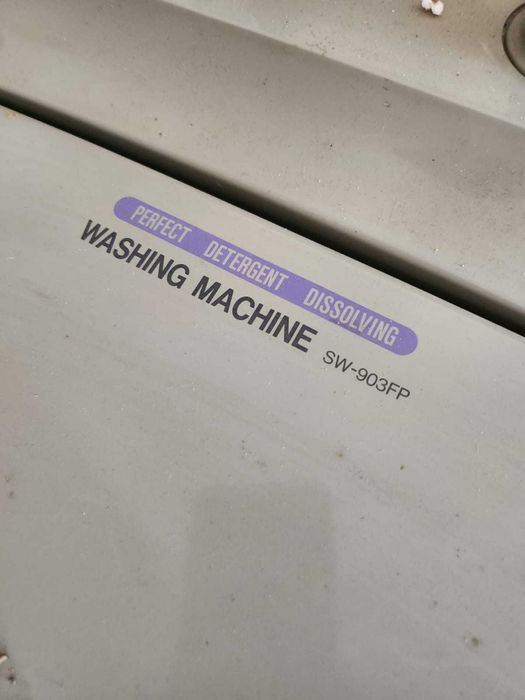 PERFECT DETERGENT DISSOLVING
WASHING MACHINE SW-903FP